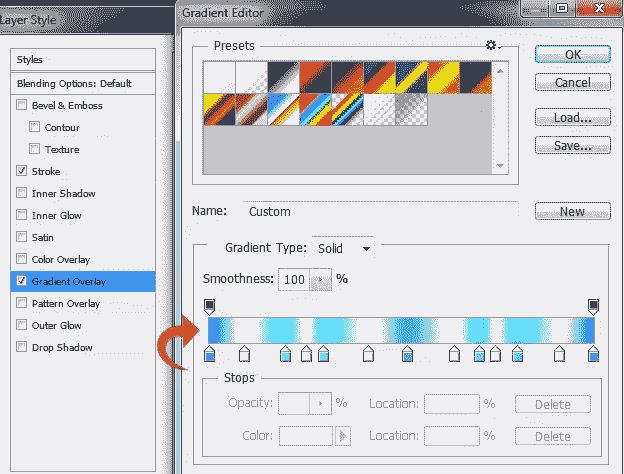 Layer Style
Styles
Blending Options: Default
Bevel & Emboss
Contour
Texture
Stroke
Inner Shadow
Inner Glow
Satin
Color Overlay
Gradient Overlay
Pattern Overlay
Outer Glow
Drop Shadow
Gradient Editor
Presets
OK
Cancel
Load...
Save...
Name: Custom
New
Gradient Type: Solid
Smoothness: 100 %
Stops
Opacity: % Location: % Delete
Color: Location: % Delete